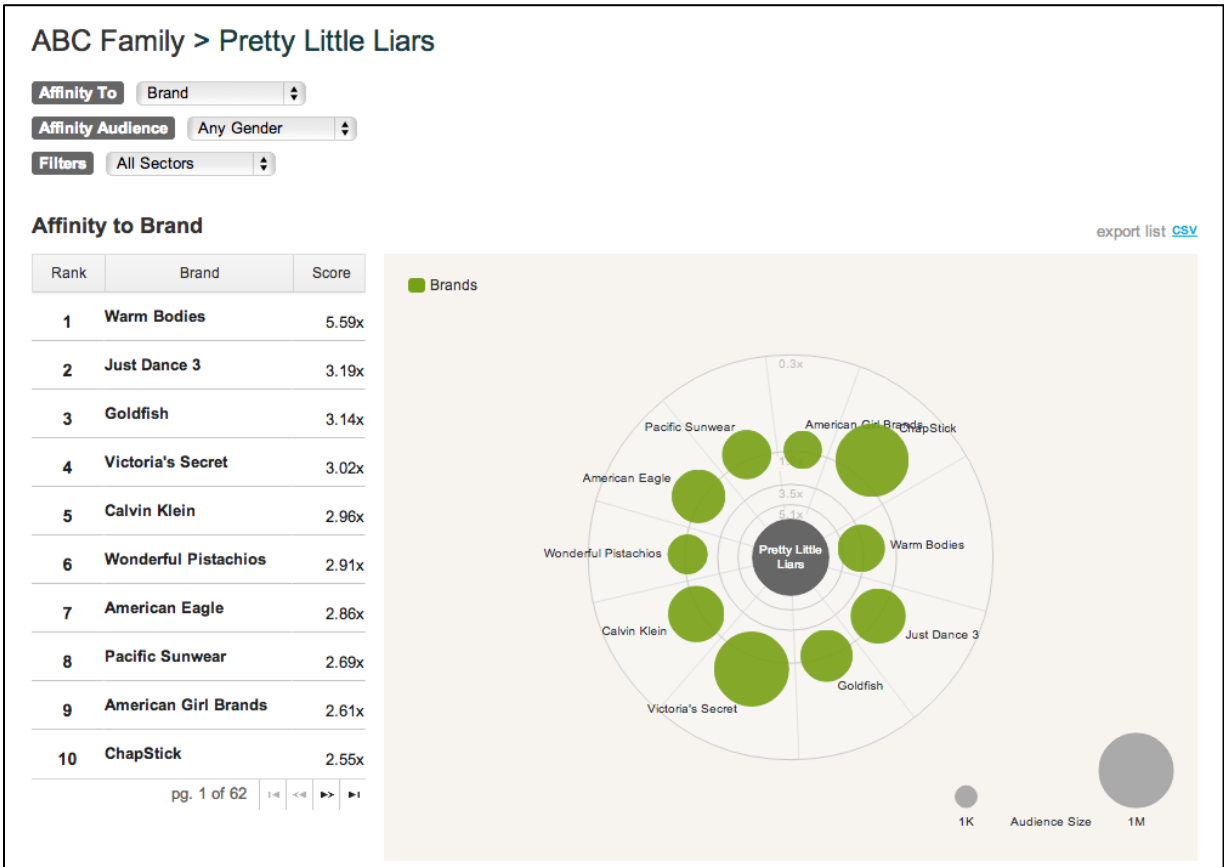 ABC Family > Pretty Little Liars
Affinity To Brand
Affinity Audience Any Gender
Filters All Sectors
Affinity to Brand
export list CSV
Rank Brand Score
1 Warm Bodies 5.59x
2 Just Dance 3 3.19x
3 Goldfish 3.14x
4 Victoria's Secret 3.02x
5 Calvin Klein 2.96x
6 Wonderful Pistachios 2.91x
7 American Eagle 2.86x
8 Pacific Sunwear 2.69x
9 American Girl Brands 2.61x
10 ChapStick 2.55x
pg. 1 of 62
Brands
0.3x
Pacific Sunwear
American Girl Brands
ChapStick
American Eagle
3.5x
5.1x
Wonderful Pistachios
Pretty Little
Liars
Warm Bodies
Calvin Klein
Just Dance 3
Goldfish
Victoria's Secret
1K Audience Size 1M